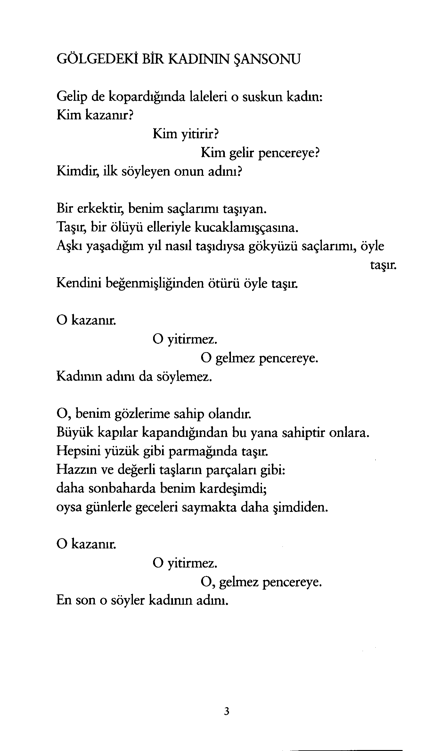 GÖLGEDEKİ BİR KADININ ŞANSONU
Gelip de kopardığında laleleri o suskun kadın:
Kim kazanır?
Kim yitirir?
Kim gelir pencereye?
Kimdir, ilk söyleyen onun adını?
Bir erkektir, benim saçlarımı taşıyan.
Taşır, bir ölüyü elleriyle kucaklamışçasına.
Aşkı yaşadığım yıl nasıl taşıdıysa gökyüzü saçlarımı, öyle
taşır.
Kendini beğenmişliğinden ötürü öyle taşır.
O kazanır.
O yitirmez.
O gelmez pencereye.
Kadının adını da söylemez.
O, benim gözlerime sahip olandır.
Büyük kapılar kapandığından bu yana sahiptir onlara.
Hepsini yüzük gibi parmağında taşır.
Hazzın ve değerli taşların parçaları gibi:
daha sonbaharda benim kardeşimdi;
oysa günlerle geceleri saymakta daha şimdiden.
O kazanır.
O yitirmez.
O, gelmez pencereye.
En son o söyler kadının adını.
3